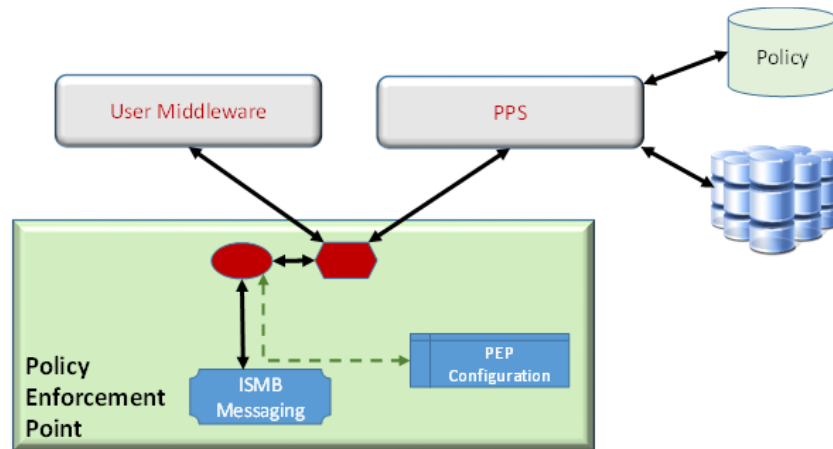 Policy
User Middleware
PPS
Policy
Enforcement
Point
ISMB
Messaging
PEP
Configuration